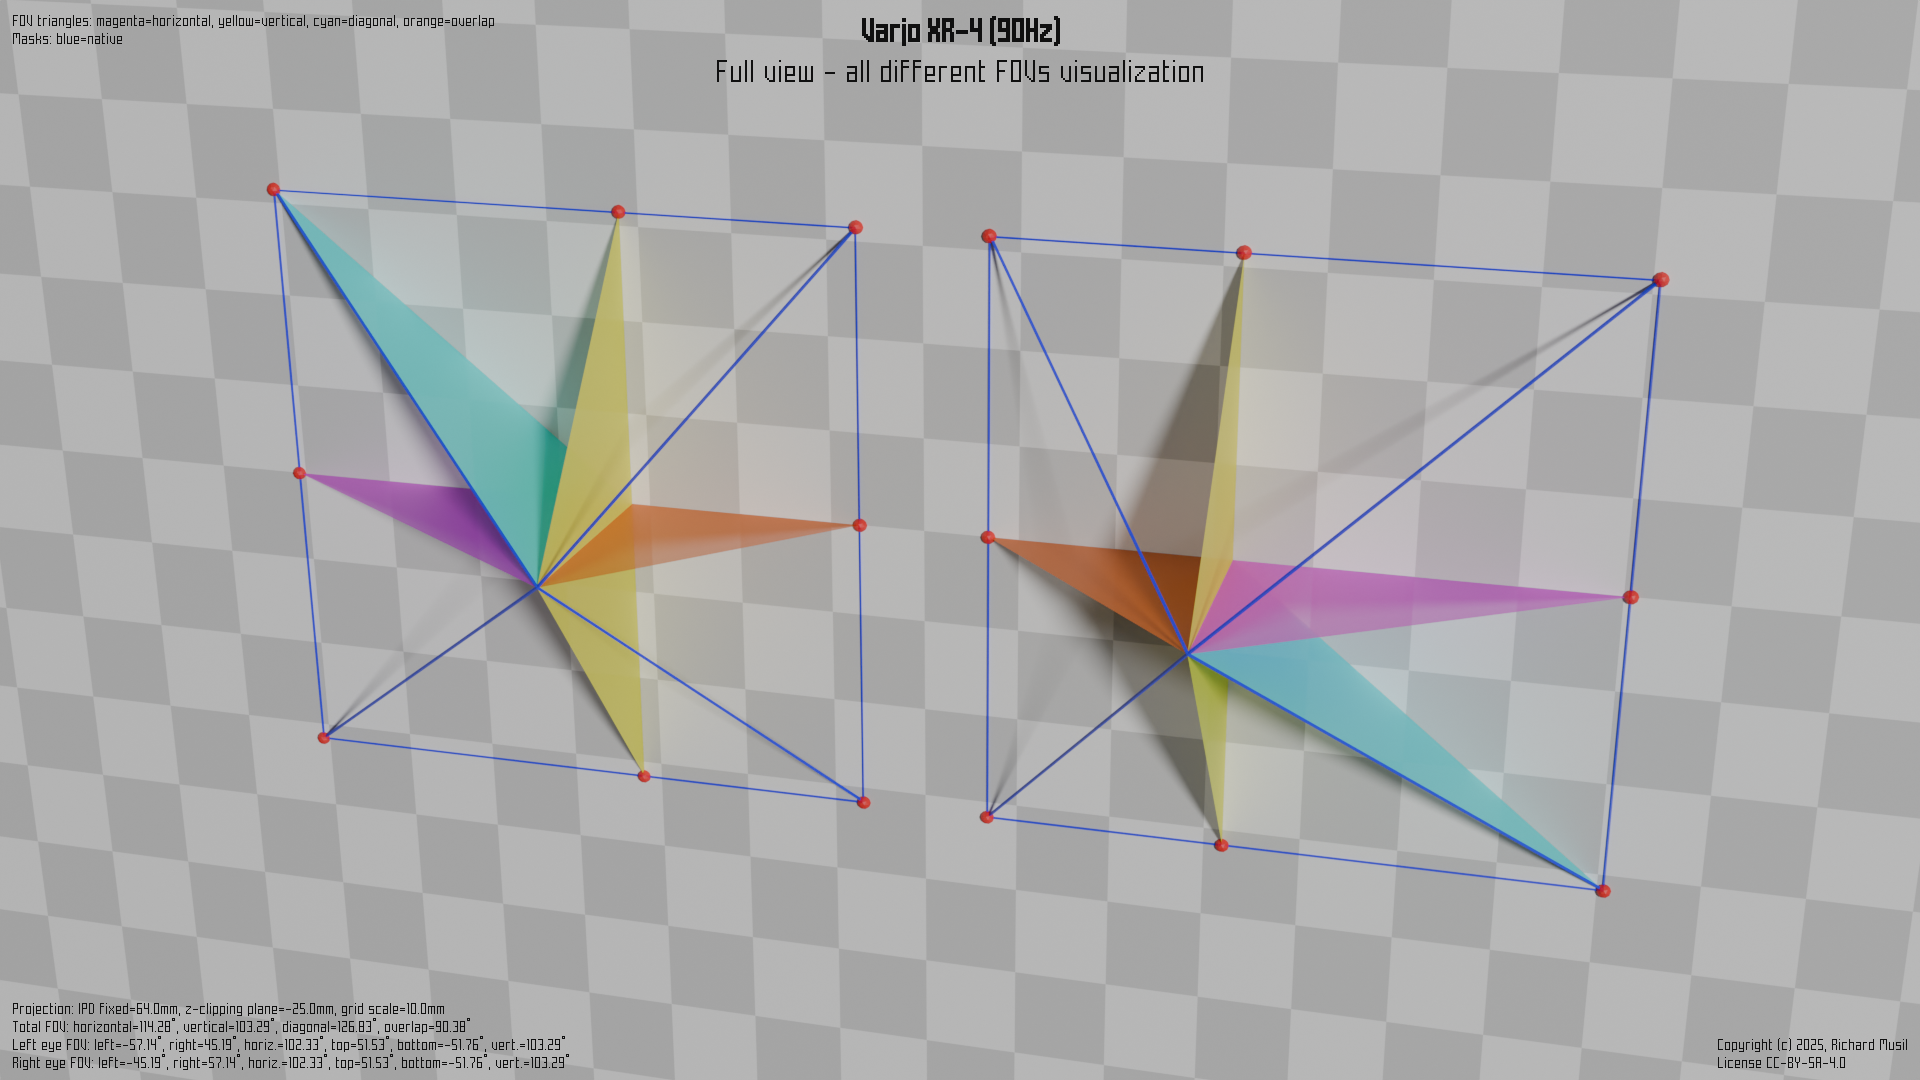 FOV triangles: magenta=horizontal, yellow=vertical, cyan=diagonal, orange=overlap
Masks: blue=native
Varjo XR-4 (90Hz)
Full view - all different FOVs visualization
Projection: IPD fixed=64.0mm, z-clipping plane=-25.0mm, grid scale=10.0mm
Total FOV: horizontal=114.28°, vertical=103.29°, diagonal=126.83°, overlap=90.38°
Left eye FOV: left=-57.14°, right=45.19°, horiz.=102.33°, top=51.53°, bottom=-51.76°, vert.=103.29°
Right eye FOV: left=-45.19°, right=57.14°, horiz.=102.33°, top=51.53°, bottom=-51.76°, vert.=103.29°
Copyright (c) 2025, Richard Musil
License CC-BY-SA-4.0